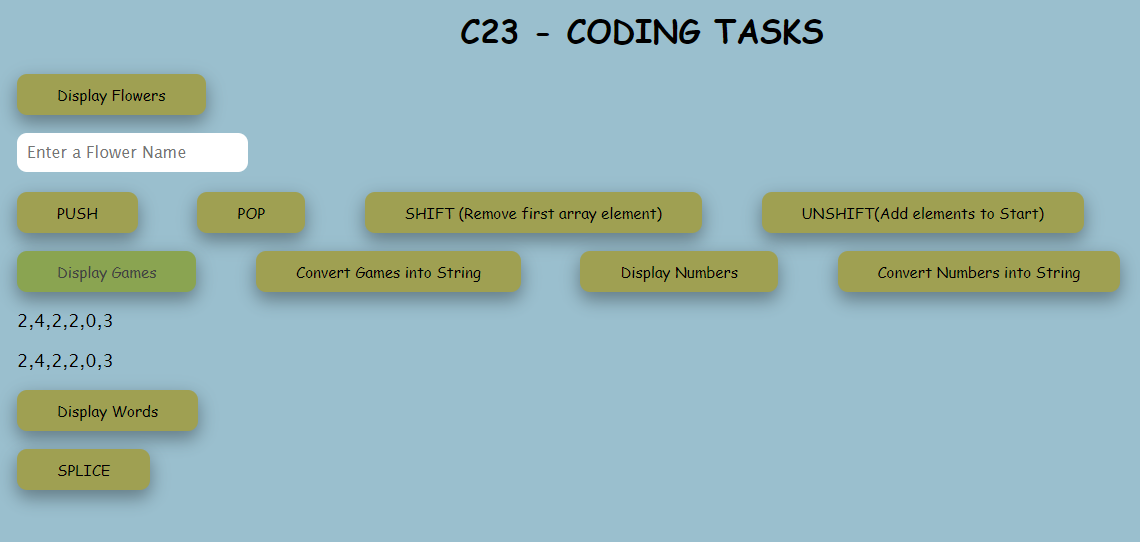 C23 - CODING TASKS
Display Flowers
Enter a Flower Name
PUSH POP SHIFT (Remove first array element) UNSHIFT(Add elements to Start)
Display Games Convert Games into String Display Numbers Convert Numbers into String
2,4,2,2,0,3
2,4,2,2,0,3
Display Words
SPLICE